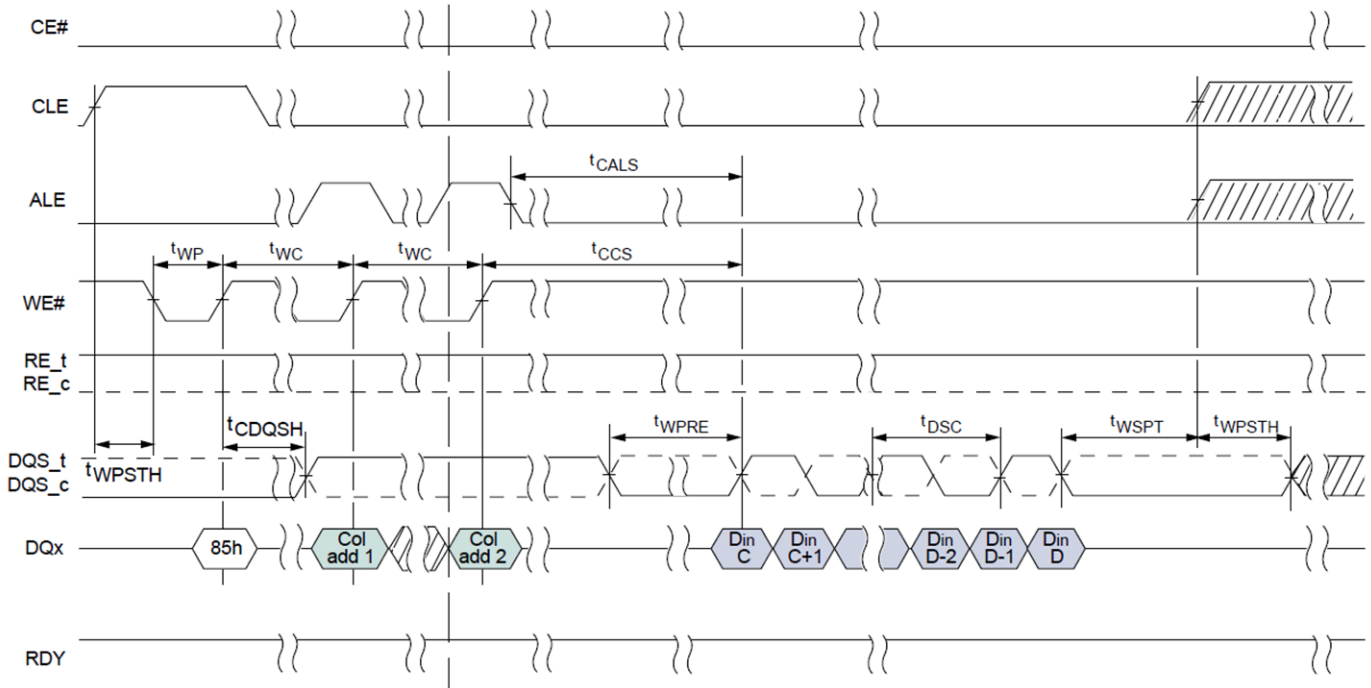 CE#
CLE
tCALS
ALE
tWP tWC tWC tCCS
WE#
RE_t
RE_c
tCDQSH tWPRE tDSC tWSPT tWPSTH
DQS_t
DQS_c
tWPSTH
DQx 85h Col add 1 Col add 2 Din C Din C+1 Din D-2 Din D-1 Din D
RDY